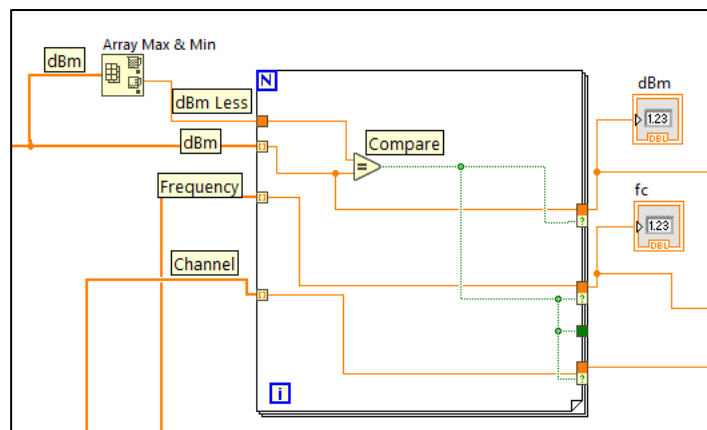 Array Max & Min
dBm
N
dBm Less
dBm
dBm
1.23
DBL
Compare
=
Frequency
?
fc
1.23
DBL
Channel
?
?
i